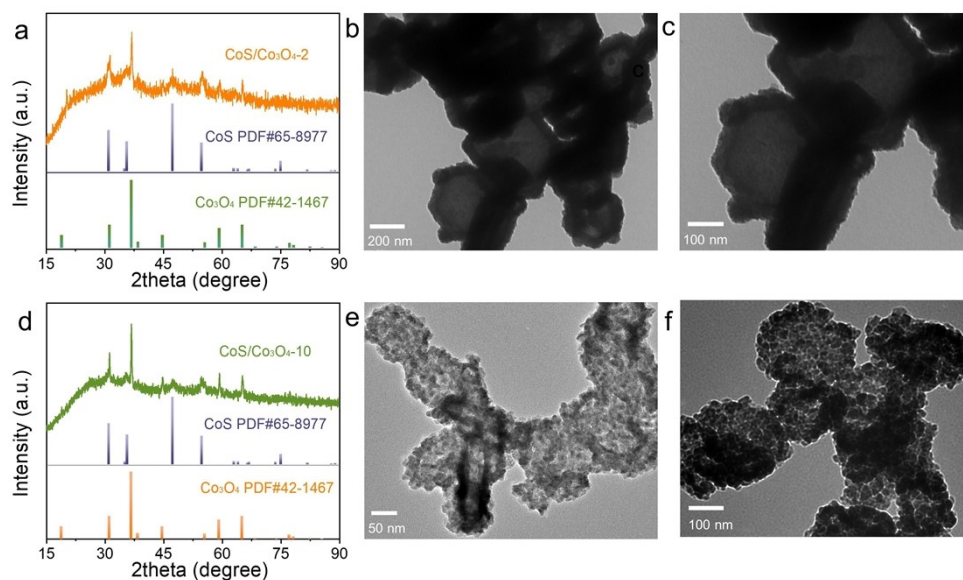 a
CoS/Co₃O₄-2
CoS PDF#65-8977
Co₃O₄ PDF#42-1467
Intensity (a.u.)
15 30 45 60 75 90
2theta (degree)
b
c
200 nm
c
100 nm
d
CoS/Co₃O₄-10
CoS PDF#65-8977
Co₃O₄ PDF#42-1467
Intensity (a.u.)
15 30 45 60 75 90
2theta (degree)
e
50 nm
f
100 nm